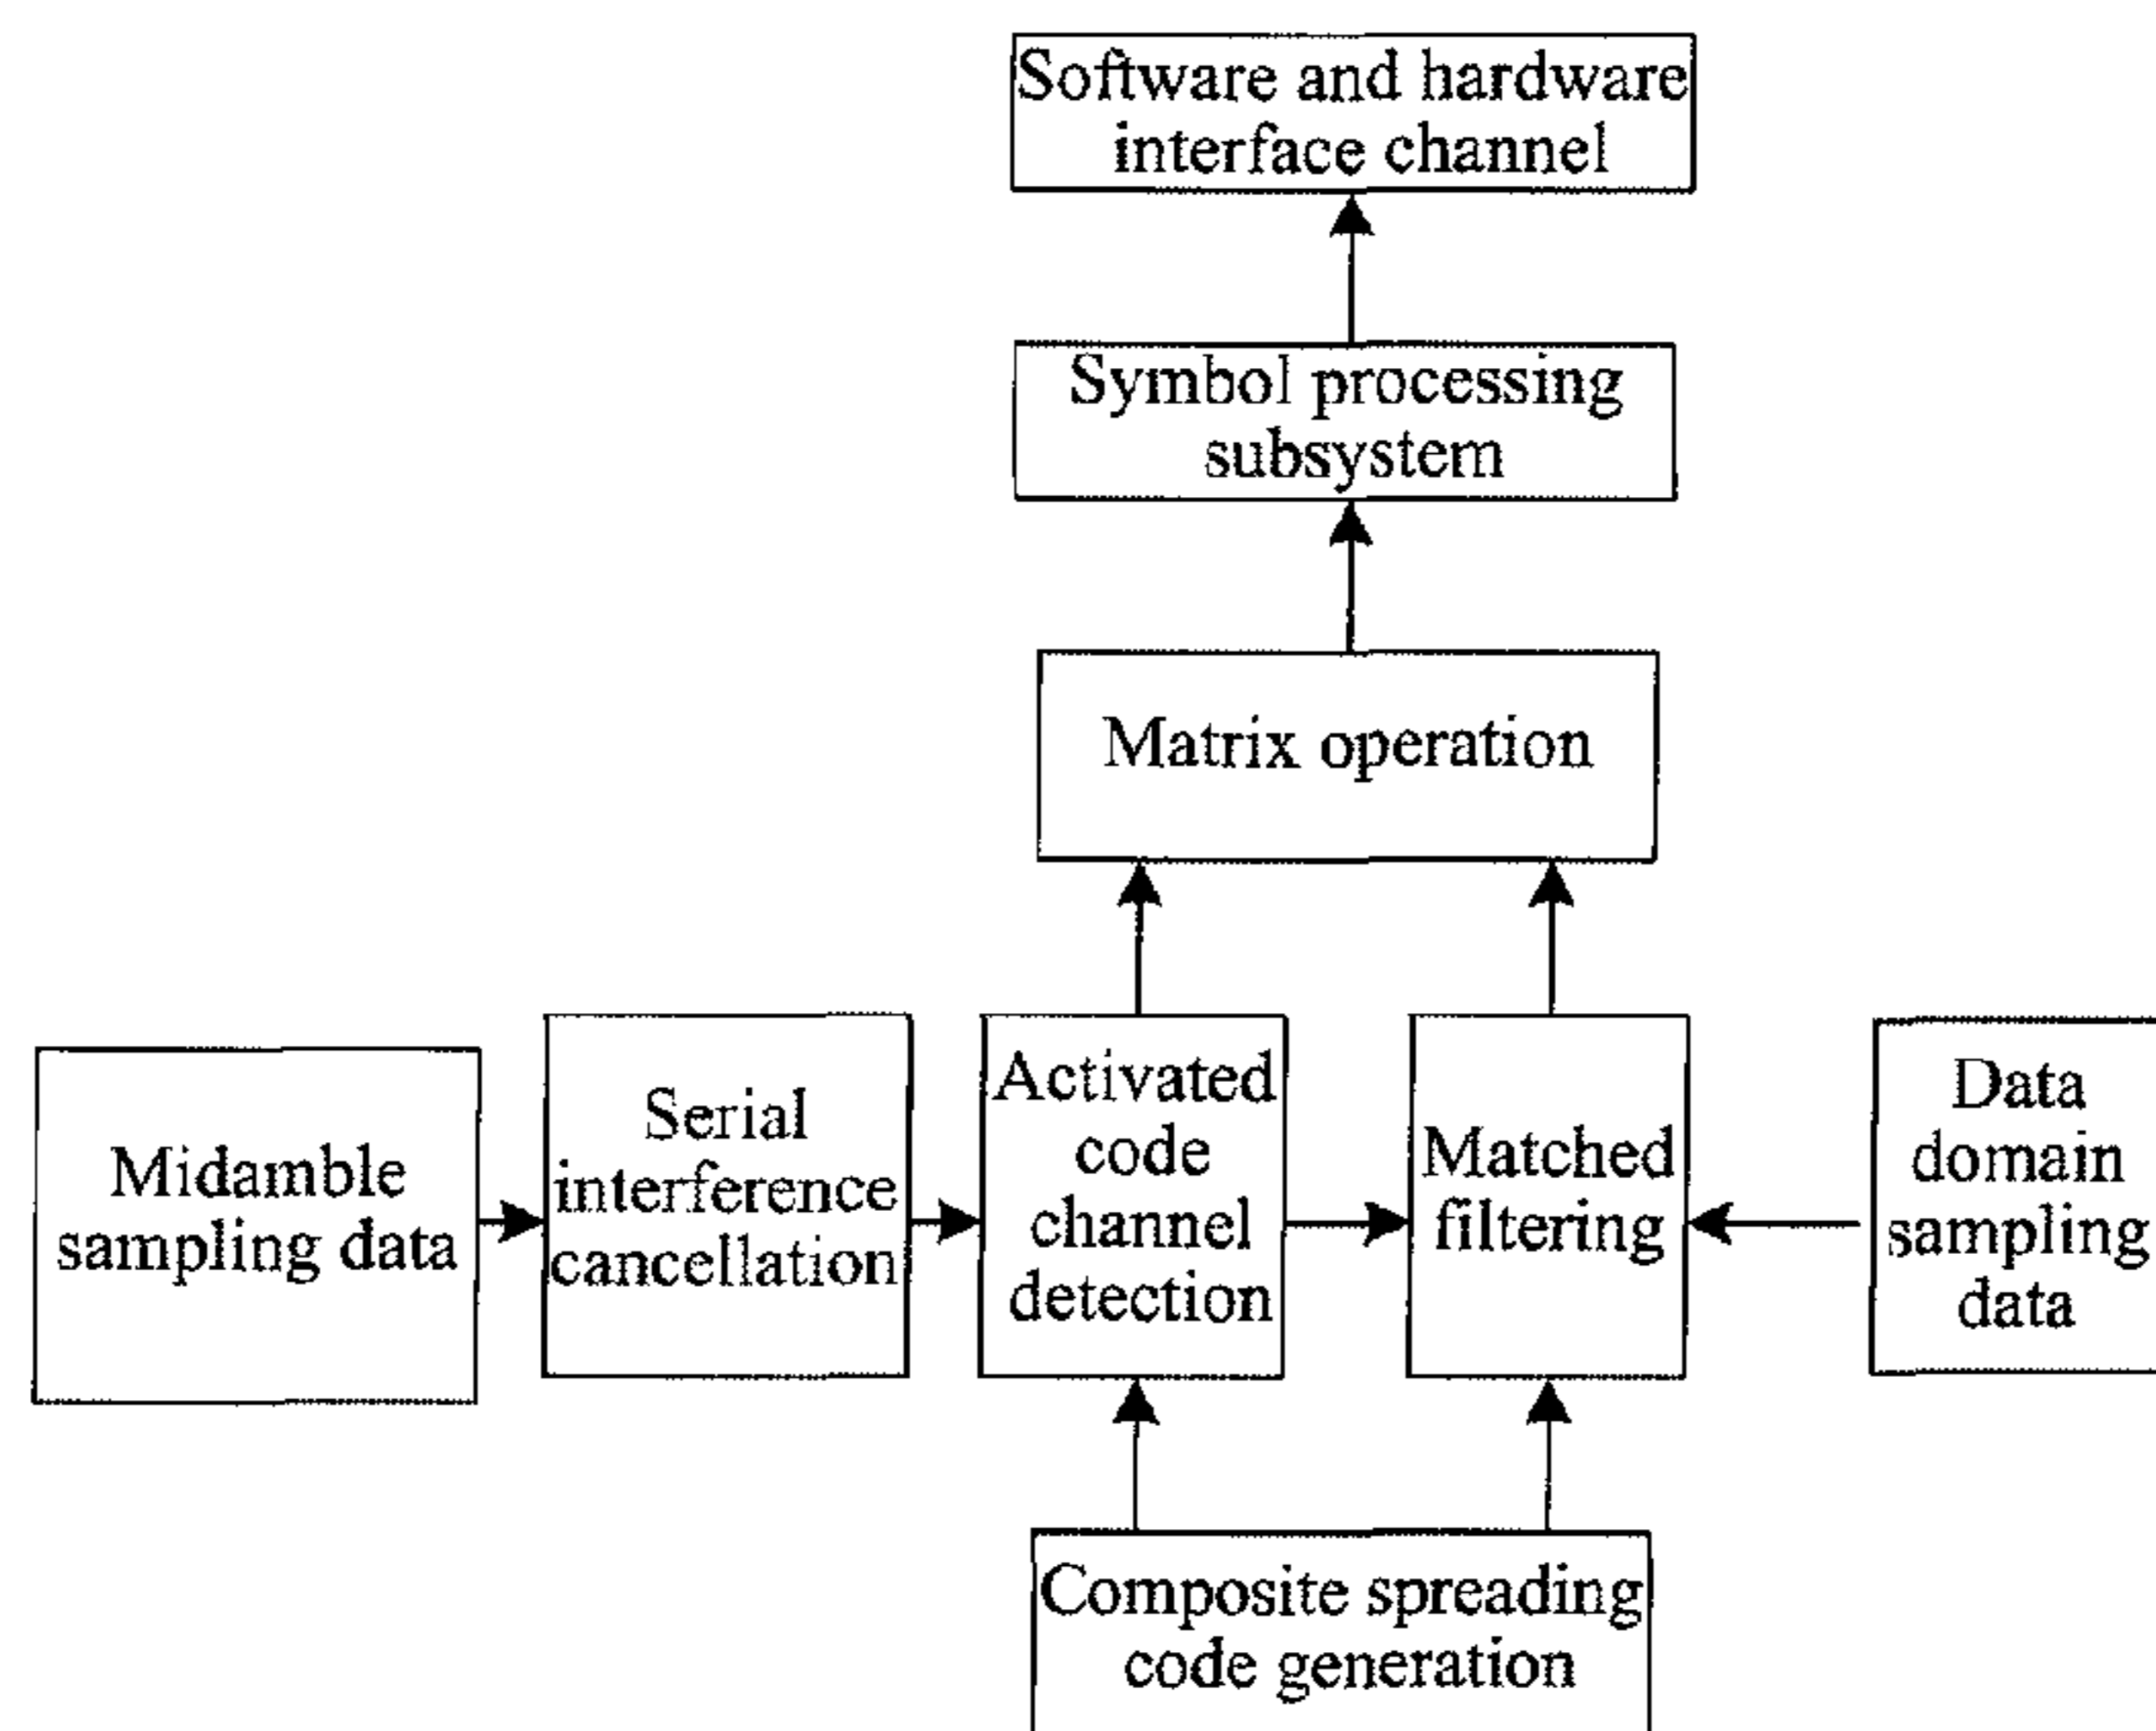 Software and hardware
interface channel
Symbol processing
subsystem
Matrix operation
Midamble
sampling data
Serial
interference
cancellation
Activated
code
channel
detection
Matched
filtering
Data
domain
sampling
data
Composite spreading
code generation